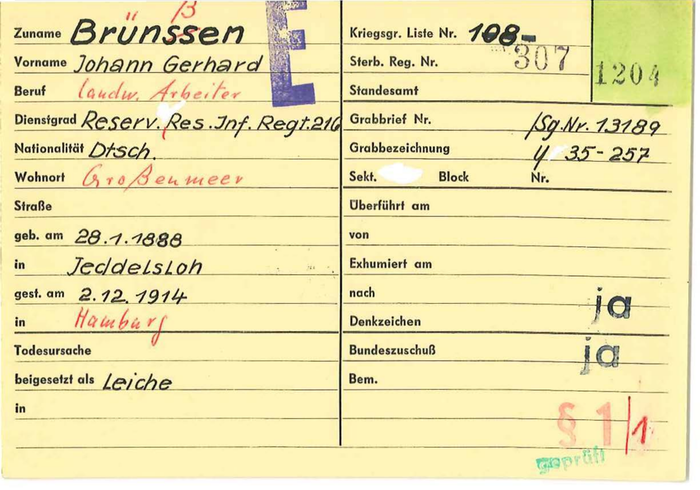 ß
Zuname Brünssen
Vorname Johann Gerhard
Beruf landw. Arbeiter
Dienstgrad Reserv. Res. Inf. Regt. 216
Nationalität Dtsch.
Wohnort Großenmeer
Straße
geb. am 28.1.1888
in Jeddelsloh
gest. am 2.12.1914
in Hamburg
Todesursache
beigesetzt als Leiche
in
E
Kriegsgr. Liste Nr. 108-
307
1204
Sterb. Reg. Nr.
Standesamt
Grabbrief Nr. /Sg.Nr. 13189
Grabbezeichnung y 35-257
Sekt. Block Nr.
Überführt am
von
Exhumiert am
nach ja
Denkzeichen
Bundeszuschuß ja
Bem.
§ 1/1
geprüft